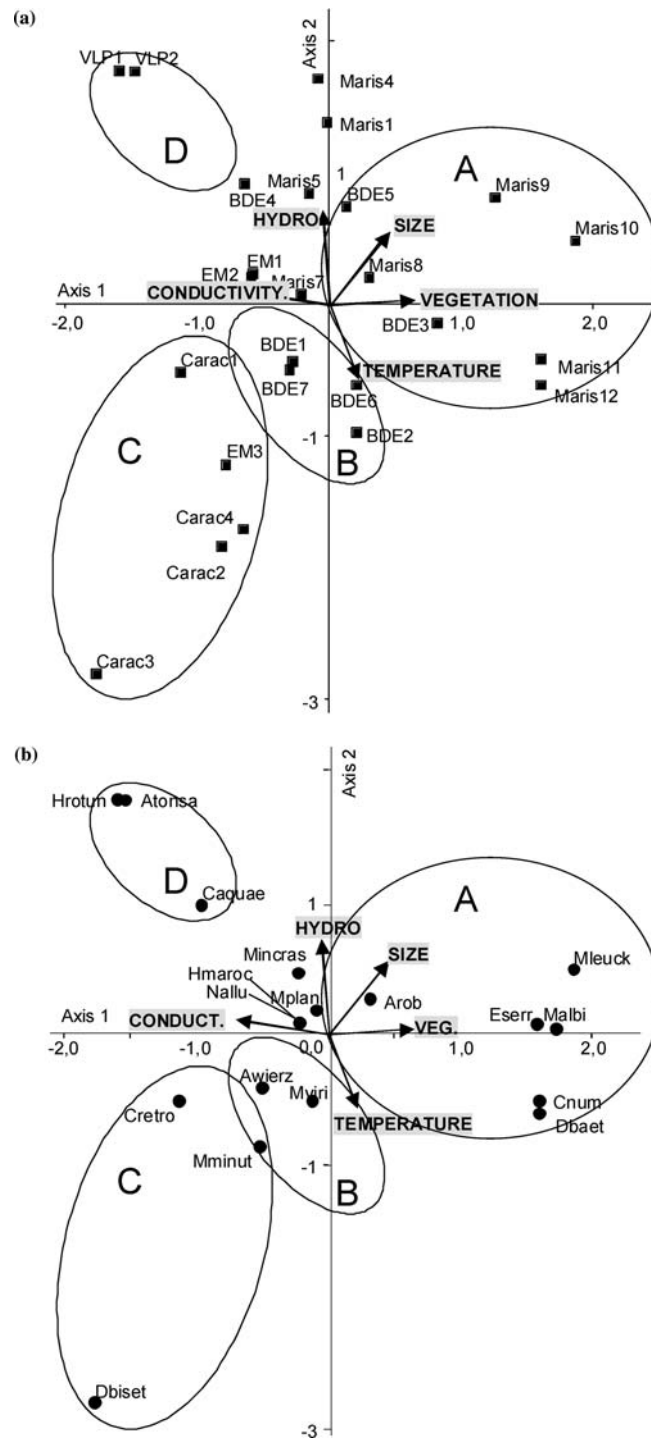 (a)
Axis 2
VLP1 VLP2
Maris4
Maris1
D
A
1
Maris5
BDE4
BDE5
Maris9
HYDRO
SIZE
Maris10
EM1
EM2
Maris7
Maris8
Axis 1
CONDUCTIVITY.
VEGETATION
-2,0
-1,0
BDE3
1,0
2,0
BDE1
Carac1
BDE7
TEMPERATURE
Maris11
BDE6
Maris12
C
-1
B
BDE2
EM3
Carac4
Carac2
Carac3
-3
(b)
Axis 2
Hrotun
Atonsa
D
Caquae
1
A
HYDRO
Mincras
SIZE
Mleuck
Hmaroc
Nallu
Mplan
Arob
Eserr
Malbi
Axis 1
CONDUCT.
VEG.
-2,0
-1,0
0,0
1,0
2,0
Awierz
Mviri
Cretro
Cnum
TEMPERATURE
Dbaet
C
Mminut
-1
B
Dbiset
-3